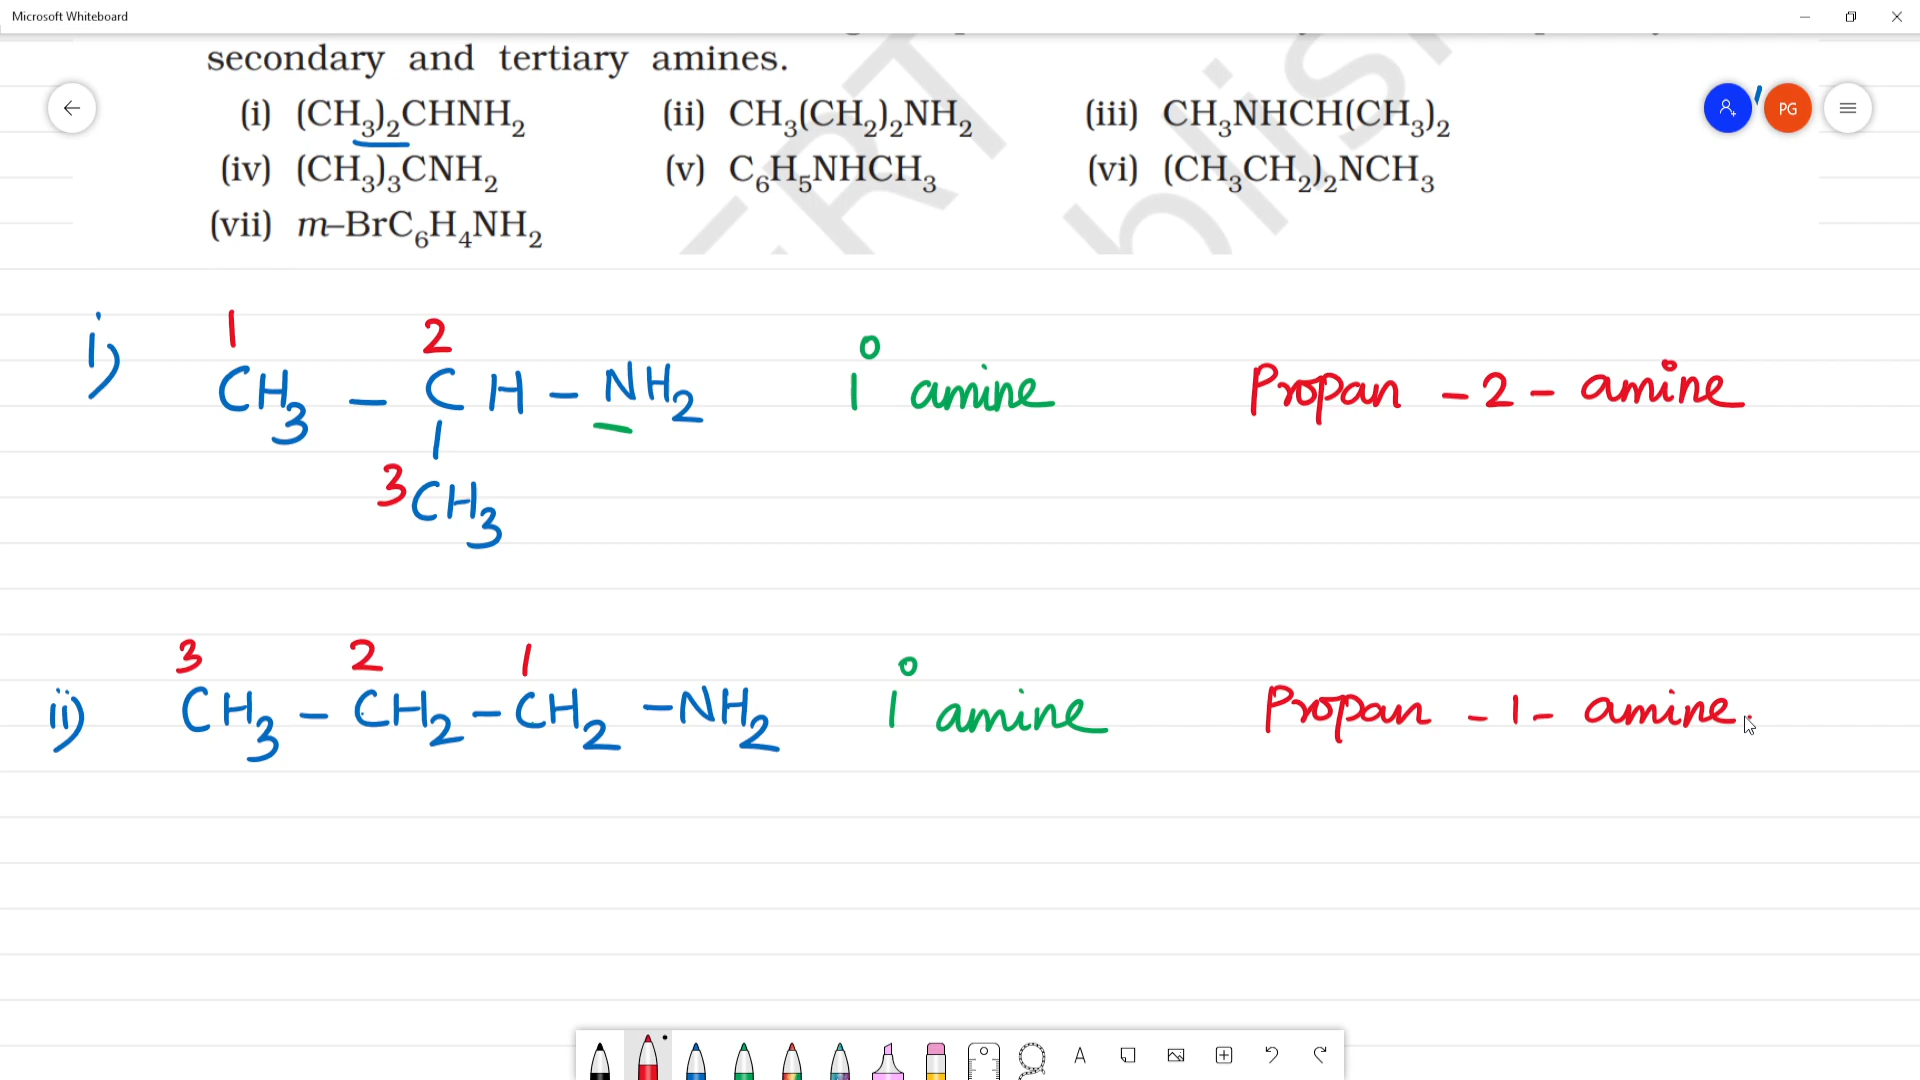 Microsoft Whiteboard
secondary and tertiary amines.
(i) (CH3)2CHNH2 (ii) CH3(CH2)2NH2 (iii) CH3NHCH(CH3)2
(iv) (CH3)3CNH2 (v) C6H5NHCH3 (vi) (CH3CH2)2NCH3
(vii) m–BrC6H4NH2
PG
1 2
i) CH3 – CH – NH2 1° amine Propan - 2 - amine
3 CH3
3 2 1
ii) CH3 – CH2 – CH2 – NH2 1° amine Propan - 1 - amine.